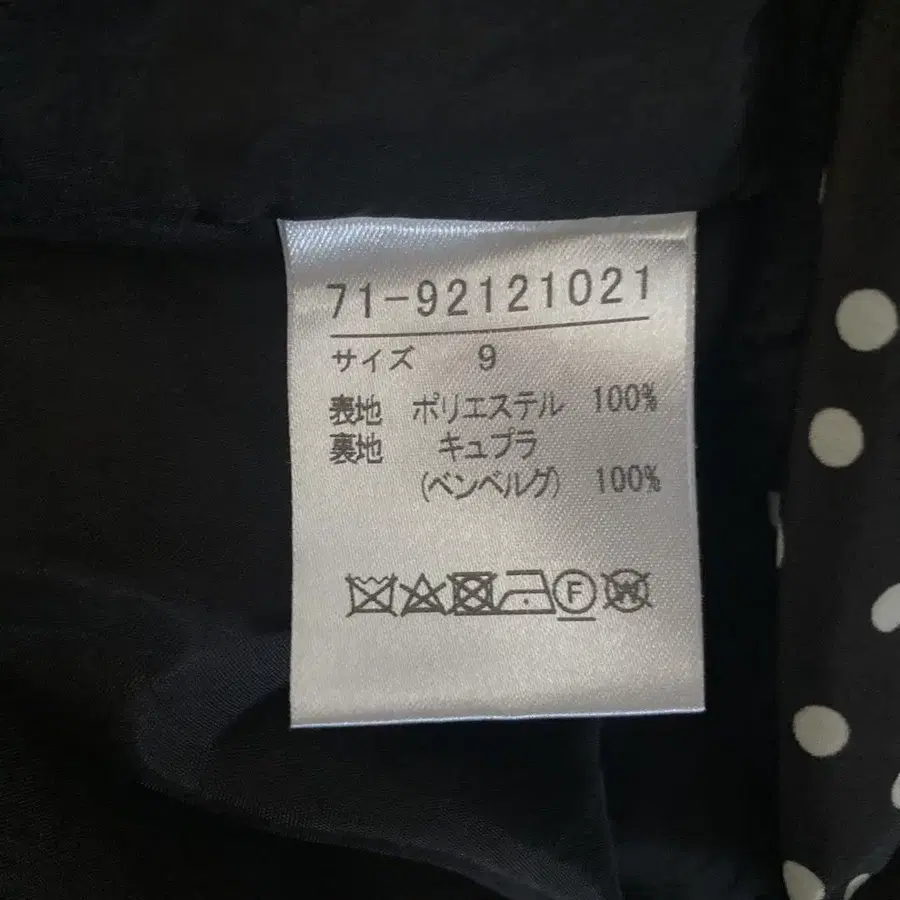 71-92121021
サイズ 9
表地 ポリエステル 100%
裏地 キュプラ
(ベンベルグ) 100%
F W